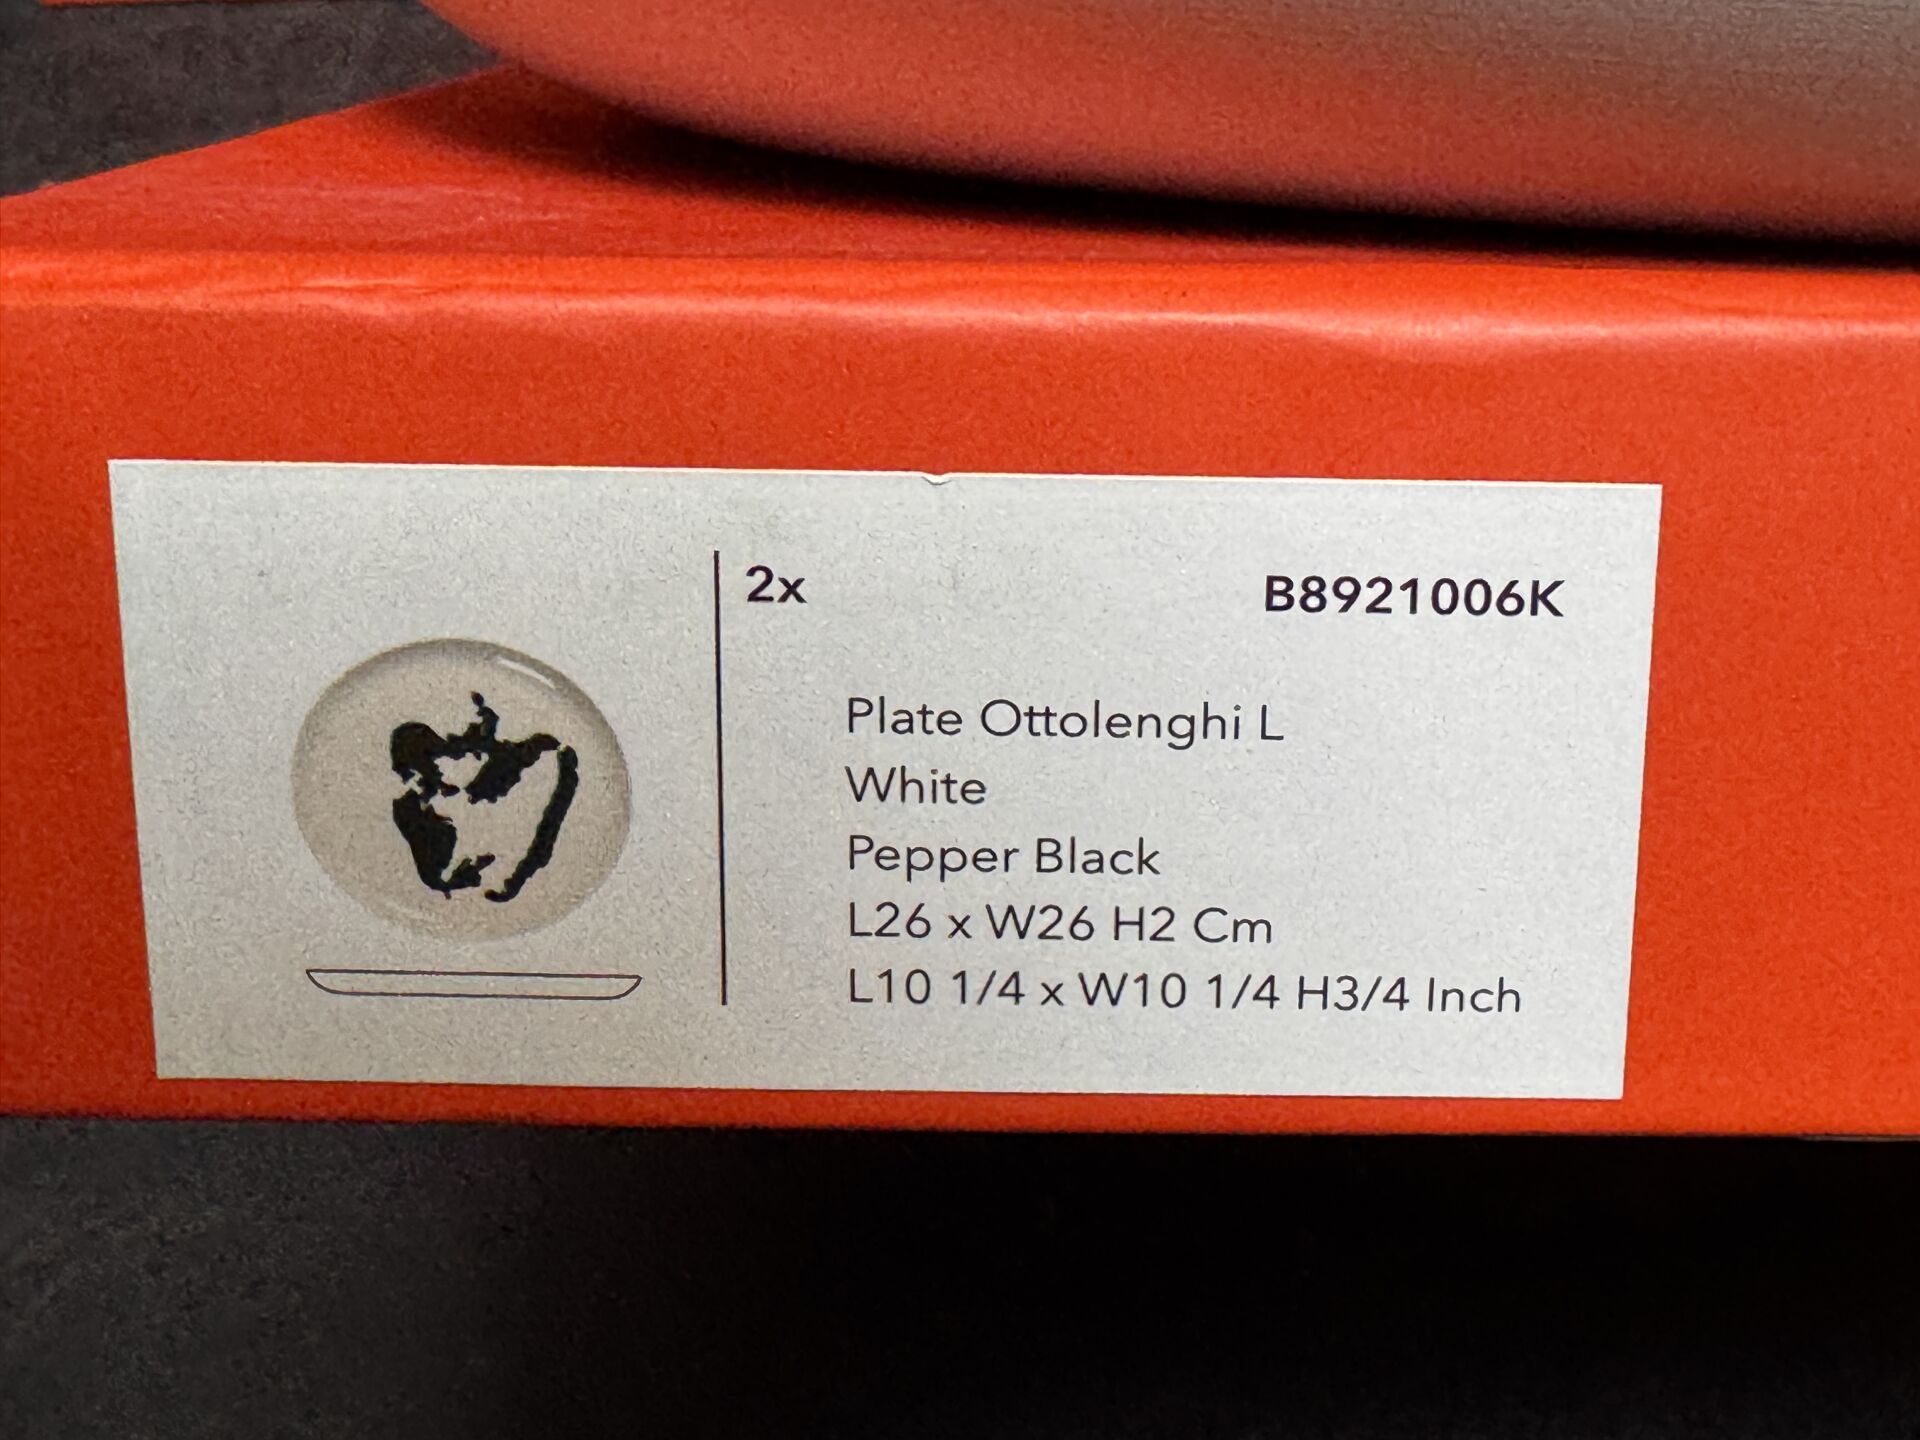 2x
B8921006K
Plate Ottolenghi L
White
Pepper Black
L26 x W26 H2 Cm
L10 1/4 x W10 1/4 H3/4 Inch